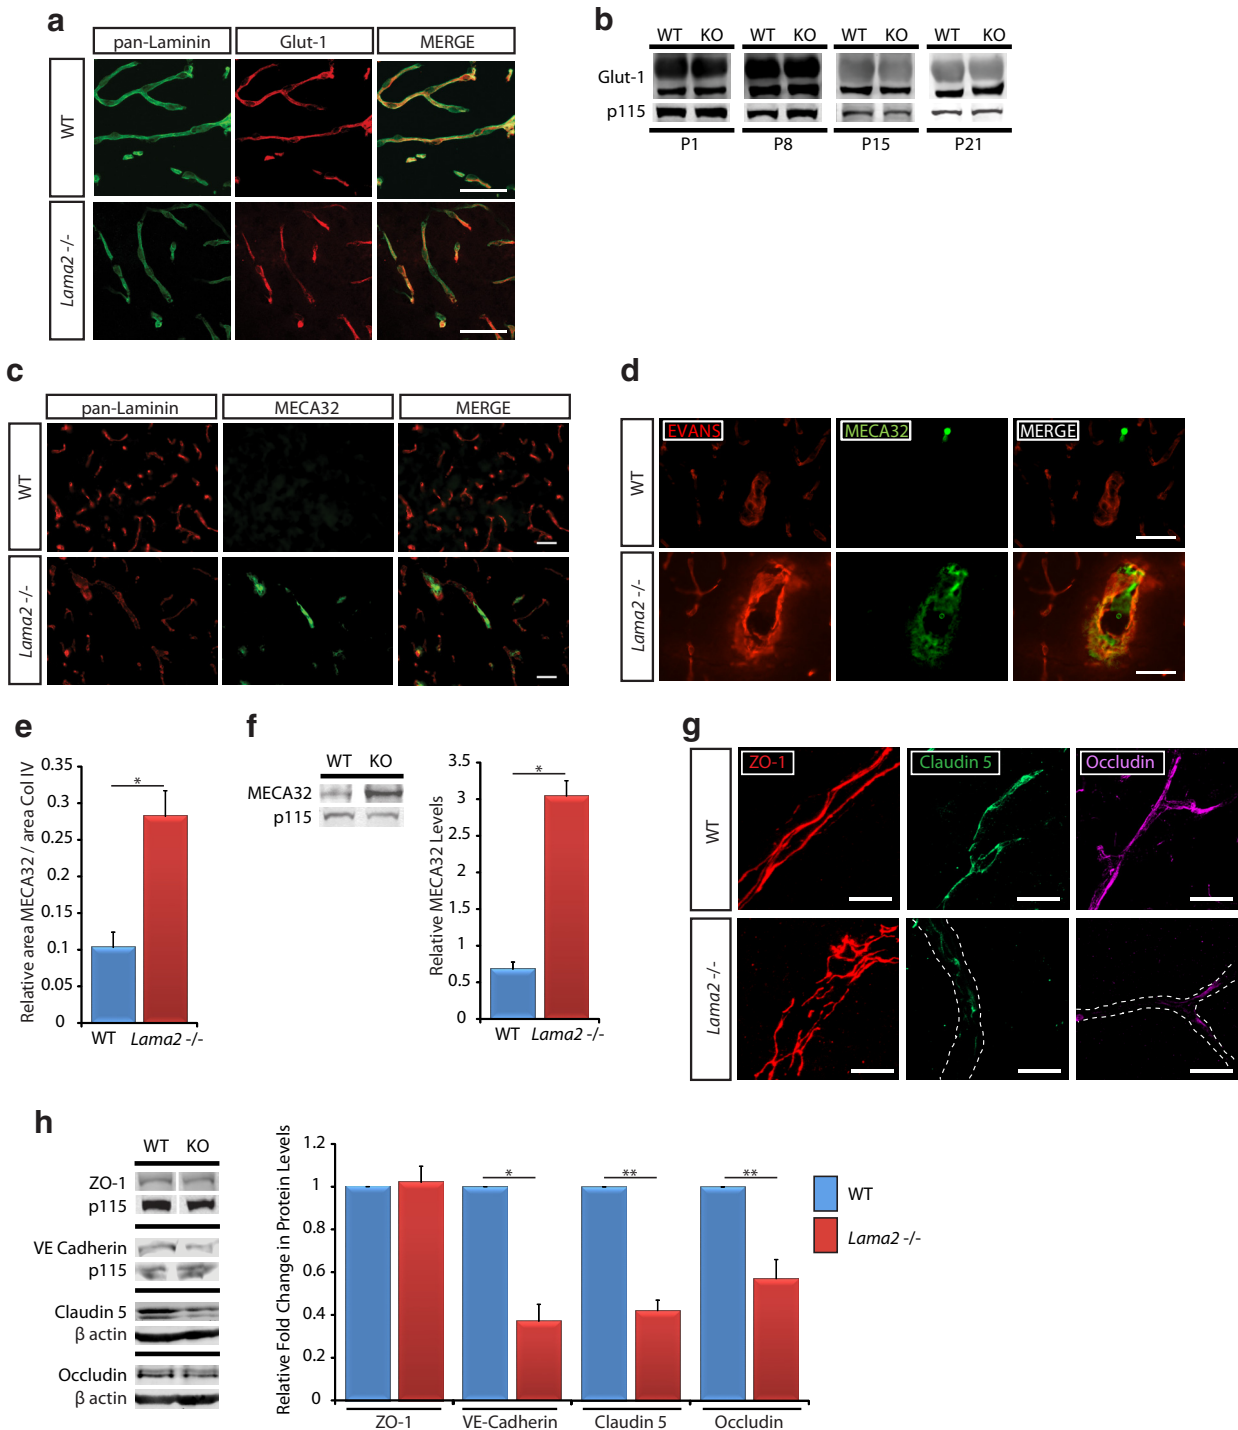 a
pan-Laminin Glut-1 MERGE
WT
Lama2 -/-
b
WT KO WT KO WT KO WT KO
Glut-1
p115
P1 P8 P15 P21
c
pan-Laminin MECA32 MERGE
WT
Lama2 -/-
d
EVANS MECA32 MERGE
WT
Lama2 -/-
e
Relative area MECA32 / area Col IV
0.35
0.3
0.25
0.2
0.15
0.1
0.05
0
*
WT Lama2 -/-
f
WT KO
MECA32
p115
Relative MECA32 Levels
3.5
3
2.5
2
1.5
1
0.5
0
*
WT Lama2 -/-
g
ZO-1 Claudin 5 Occludin
WT
Lama2 -/-
h
WT KO
ZO-1
p115
VE Cadherin
p115
Claudin 5
β actin
Occludin
β actin
Relative Fold Change in Protein Levels
1.2
1
0.8
0.6
0.4
0.2
0
* ** **
ZO-1 VE-Cadherin Claudin 5 Occludin
WT
Lama2 -/-